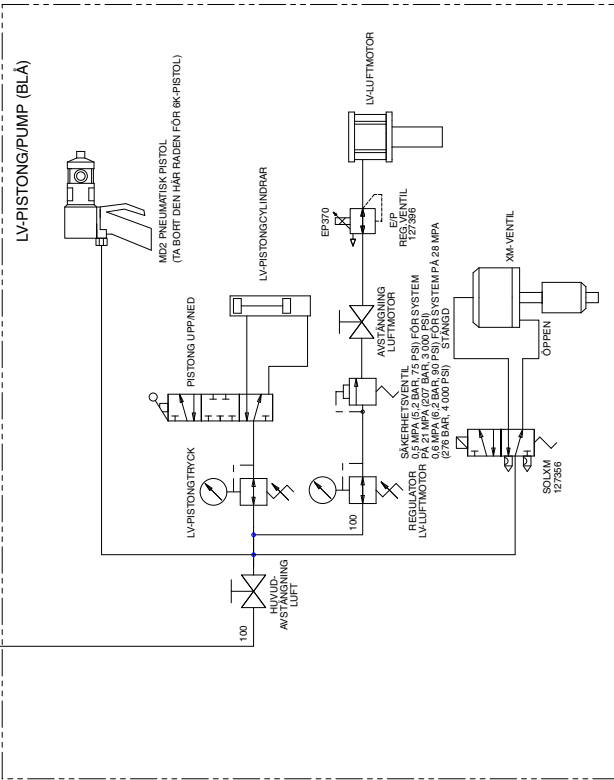 LV-PISTONG/PUMP (BLÅ)
MD2 PNEUMATISK PISTOL
(TA BORT DEN HÄR RADEN FÖR 6K-PISTOL)
LV-PISTONGCYLINDRAR
PISTONG UPP/NED
LV-PISTONGTRYCK
HUVUD-
AVSTÄNGNING
LUFT
100
100
REGULATOR
LV-LUFTMOTOR
SÄKERHETSVENTIL
0,5 MPA (5,2 BAR, 75 PSI) FÖR SYSTEM
PÅ 21 MPA (207 BAR, 3 000 PSI)
0,6 MPA (6,2 BAR, 90 PSI) FÖR SYSTEM PÅ 28 MPA
(276 BAR, 4 000 PSI)
AVSTÄNGNING
LUFTMOTOR
EP370
E/P
REG.VENTIL
127396
LV-LUFTMOTOR
XM-VENTIL
STÄNGD
ÖPPEN
SOLXM
127356